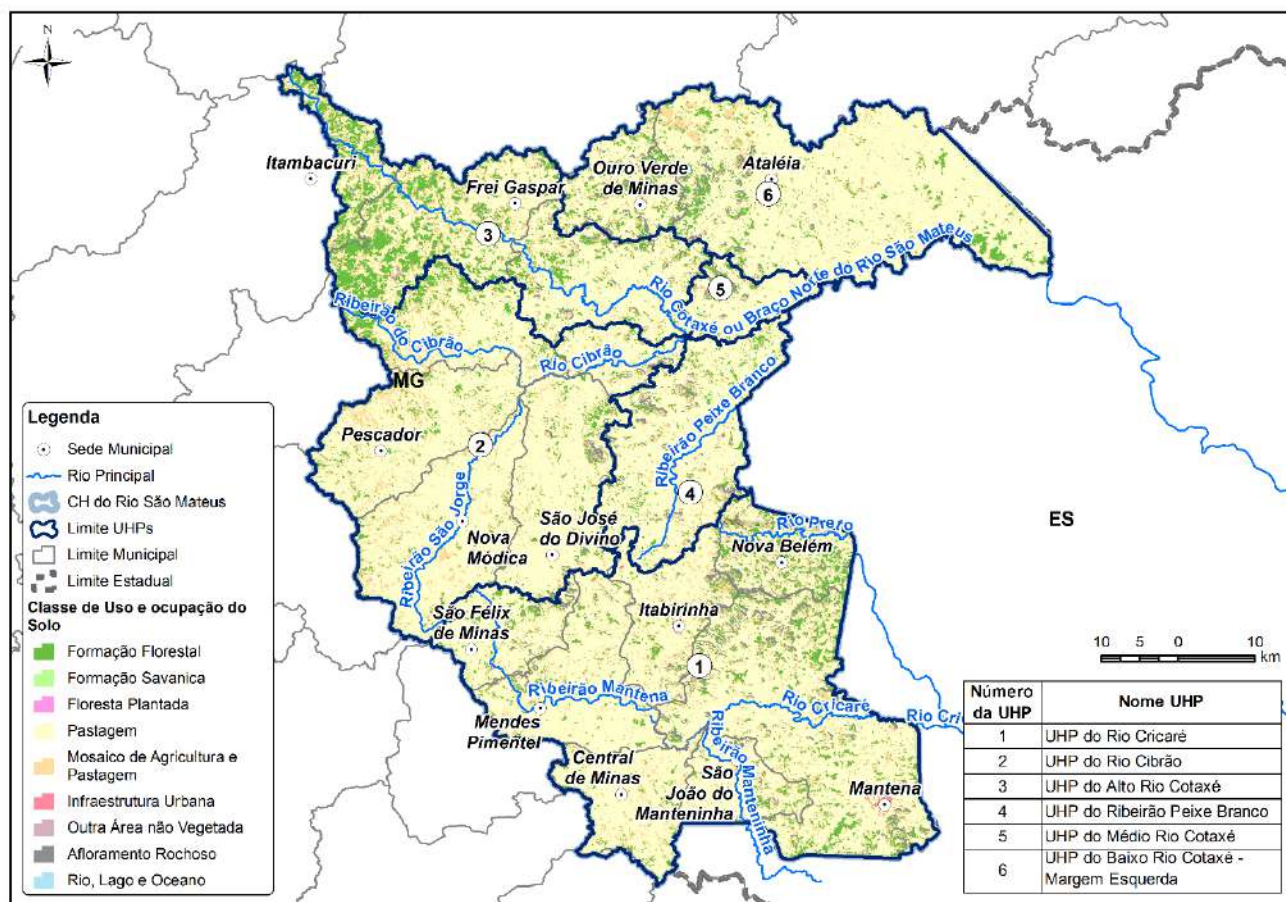 N
Itambacuri
Frei Gaspar
Ouro Verde
de Minas
Ataléia
6
3
5
Rio Cotaxé ou Braço Norte do Rio São Mateus
Ribeirão do Cibrão
Rio Cibrão
MG
Ribeirão Peixe Branco
Pescador
2
4
Ribeirão São Jorge
Nova
Módica
São José
do Divino
Rio Preto
Nova Belém
ES
São Félix
de Minas
Itabirinha
1
Ribeirão Mantena
Rio Cricaré
Rio Cric
Mendes
Pimentel
Ribeirão Manteninha
Central
de Minas
São
João do
Manteninha
Mantena
Legenda
Sede Municipal
Rio Principal
CH do Rio São Mateus
Limite UHPs
Limite Municipal
Limite Estadual
Classe de Uso e ocupação do
Solo
Formação Florestal
Formação Savanica
Floresta Plantada
Pastagem
Mosaico de Agricultura e
Pastagem
Infraestrutura Urbana
Outra Área não Vegetada
Afloramento Rochoso
Rio, Lago e Oceano
10 5 0 10
km
Número
da UHP
Nome UHP
1 UHP do Rio Cricaré
2 UHP do Rio Cibrão
3 UHP do Alto Rio Cotaxé
4 UHP do Ribeirão Peixe Branco
5 UHP do Médio Rio Cotaxé
6 UHP do Baixo Rio Cotaxé -
Margem Esquerda